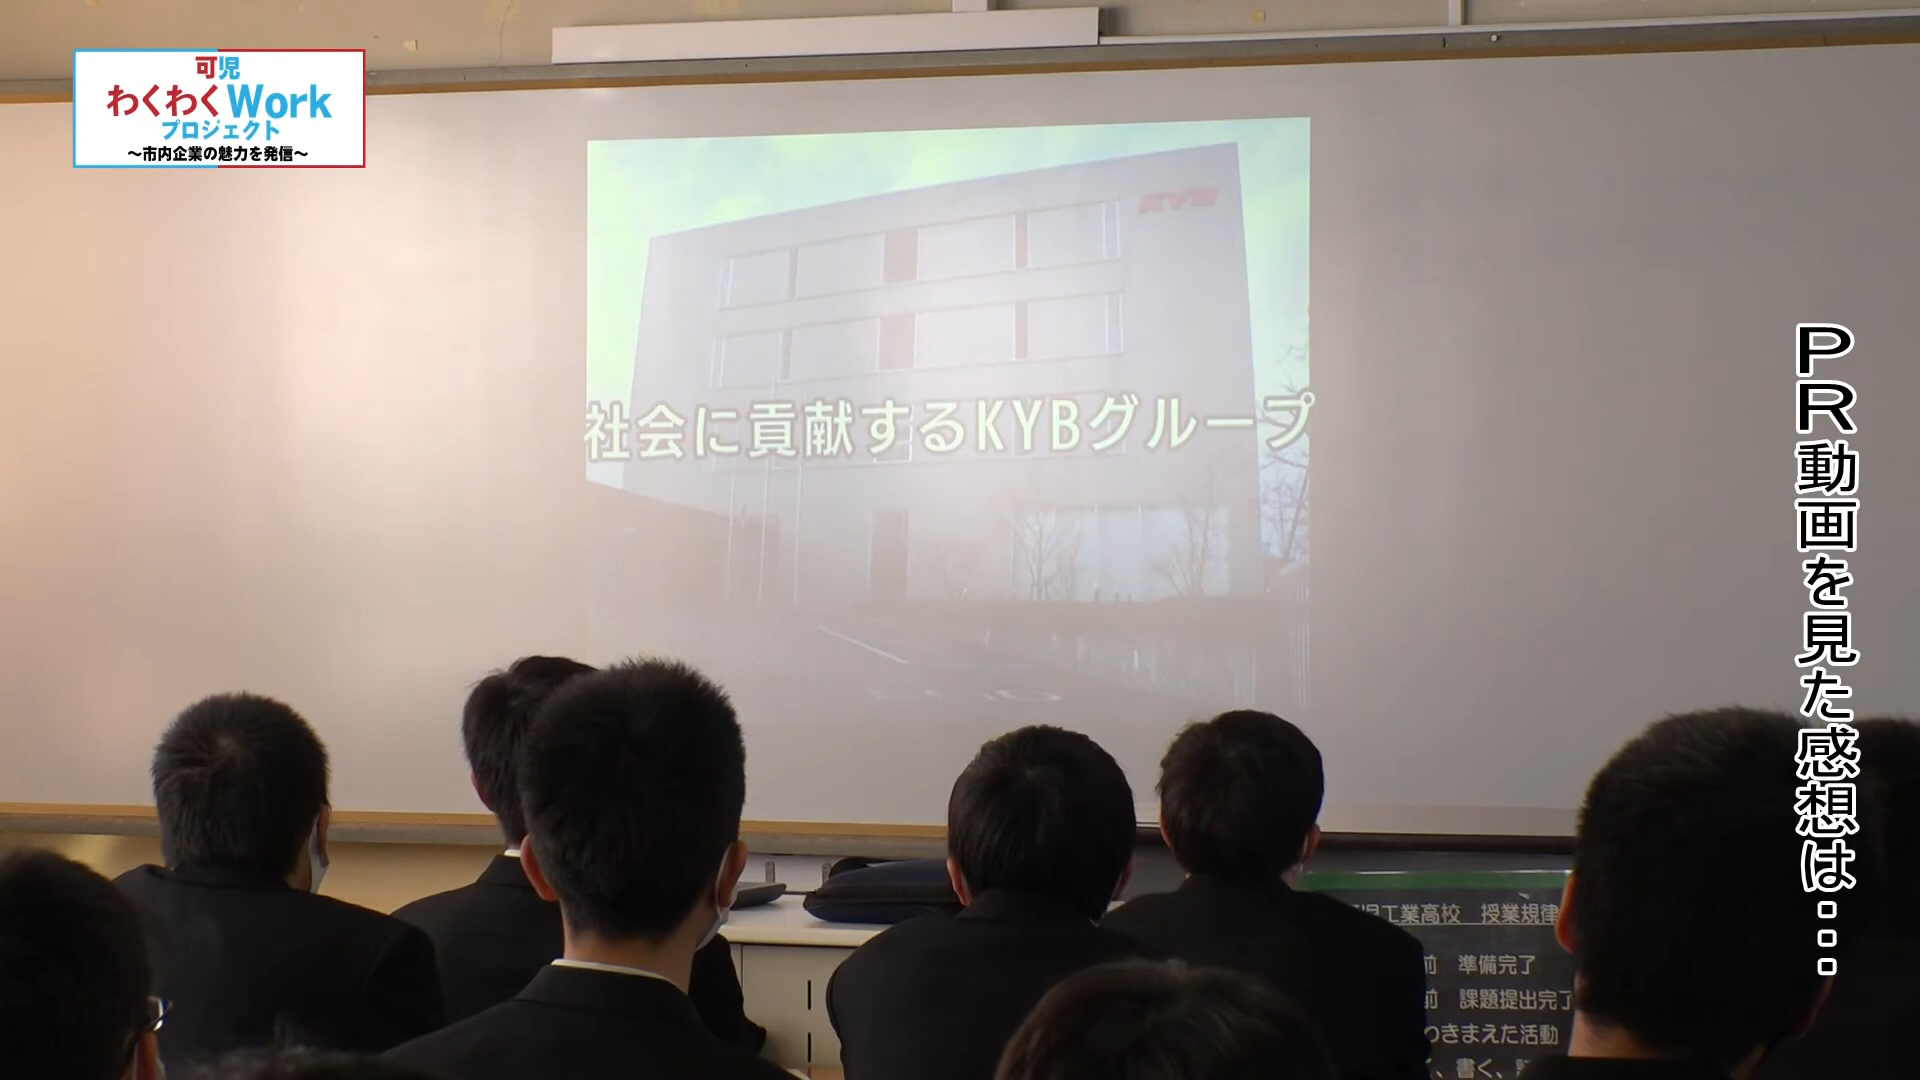 可児
わくわくWork
プロジェクト
～市内企業の魅力を発信～
KYB
社会に貢献するKYBグループ
PR動画を見た感想は……
工業高校 授業規律
前 準備完了
前 課題提出完了
わきまえた活動
、書く、